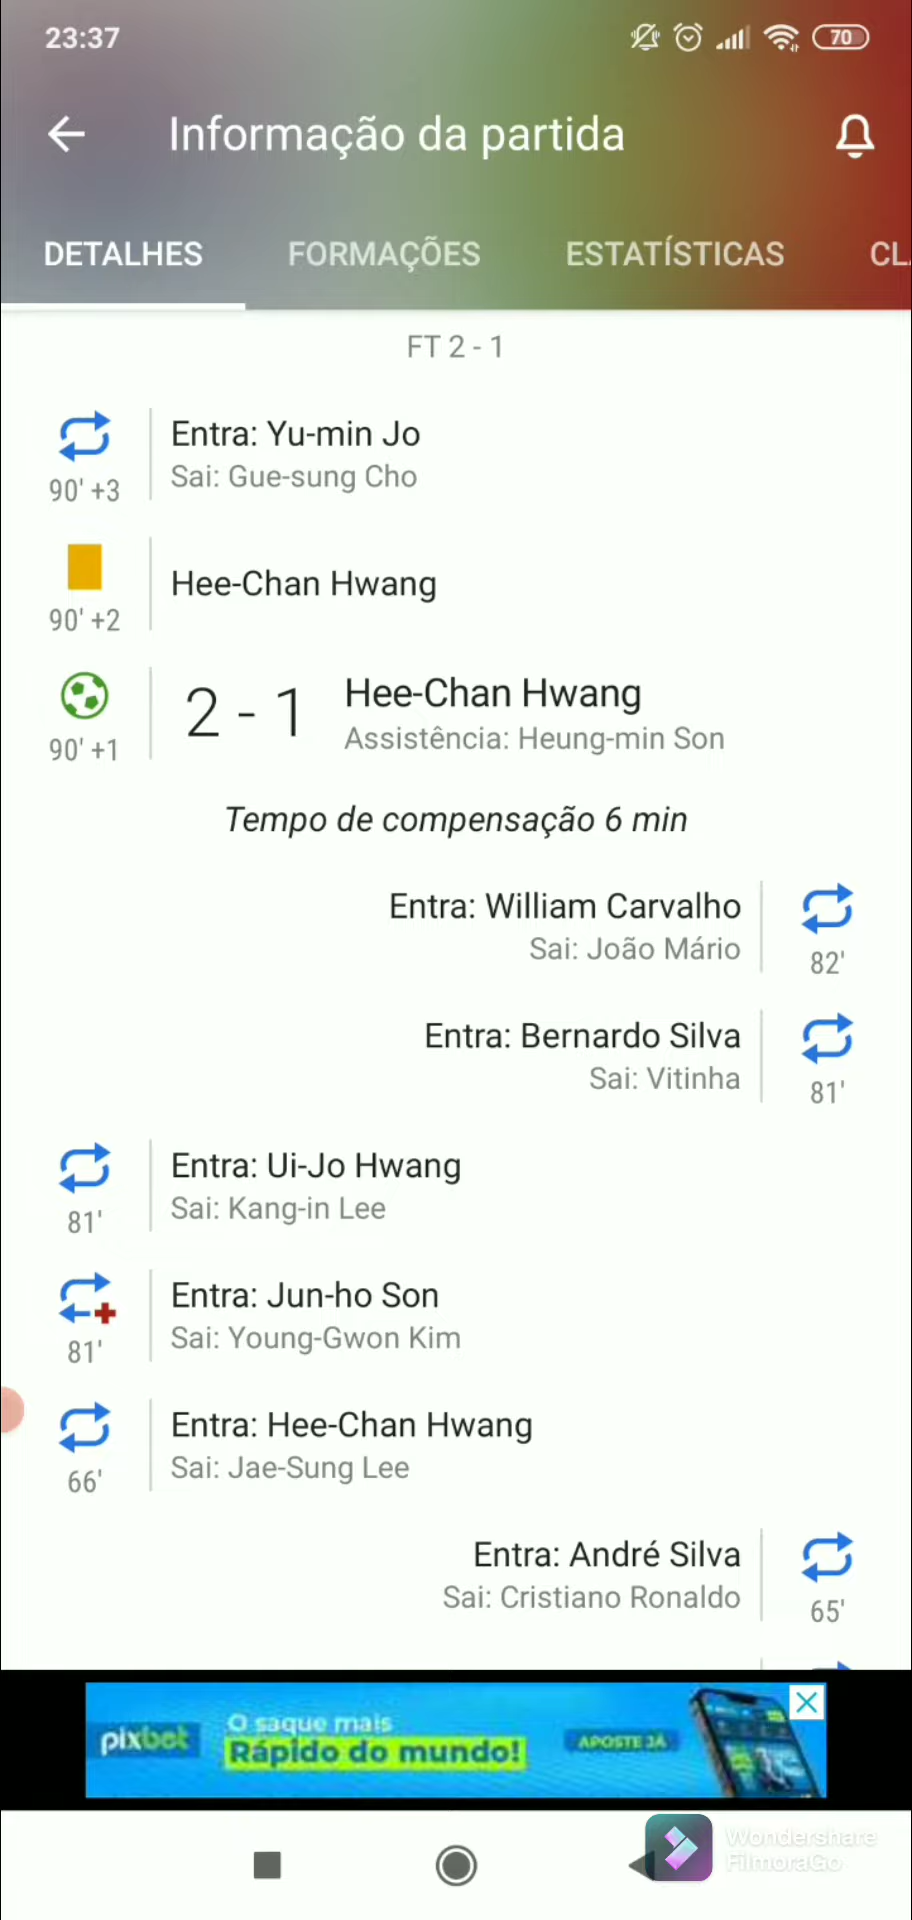 23:37
70
Informação da partida
DETALHES FORMAÇÕES ESTATÍSTICAS CL
FT 2 - 1
Entra: Yu-min Jo
Sai: Gue-sung Cho
90' +3
Hee-Chan Hwang
90' +2
2 - 1 Hee-Chan Hwang
Assistência: Heung-min Son
90' +1
Tempo de compensação 6 min
Entra: William Carvalho
Sai: João Mário
82'
Entra: Bernardo Silva
Sai: Vitinha
81'
Entra: Ui-Jo Hwang
Sai: Kang-in Lee
81'
Entra: Jun-ho Son
Sai: Young-Gwon Kim
81'
Entra: Hee-Chan Hwang
Sai: Jae-Sung Lee
66'
Entra: André Silva
Sai: Cristiano Ronaldo
65'
pixbet
O saque mais
Rápido do mundo!
APOSTE JÁ
Wondershare
FilmoraGo